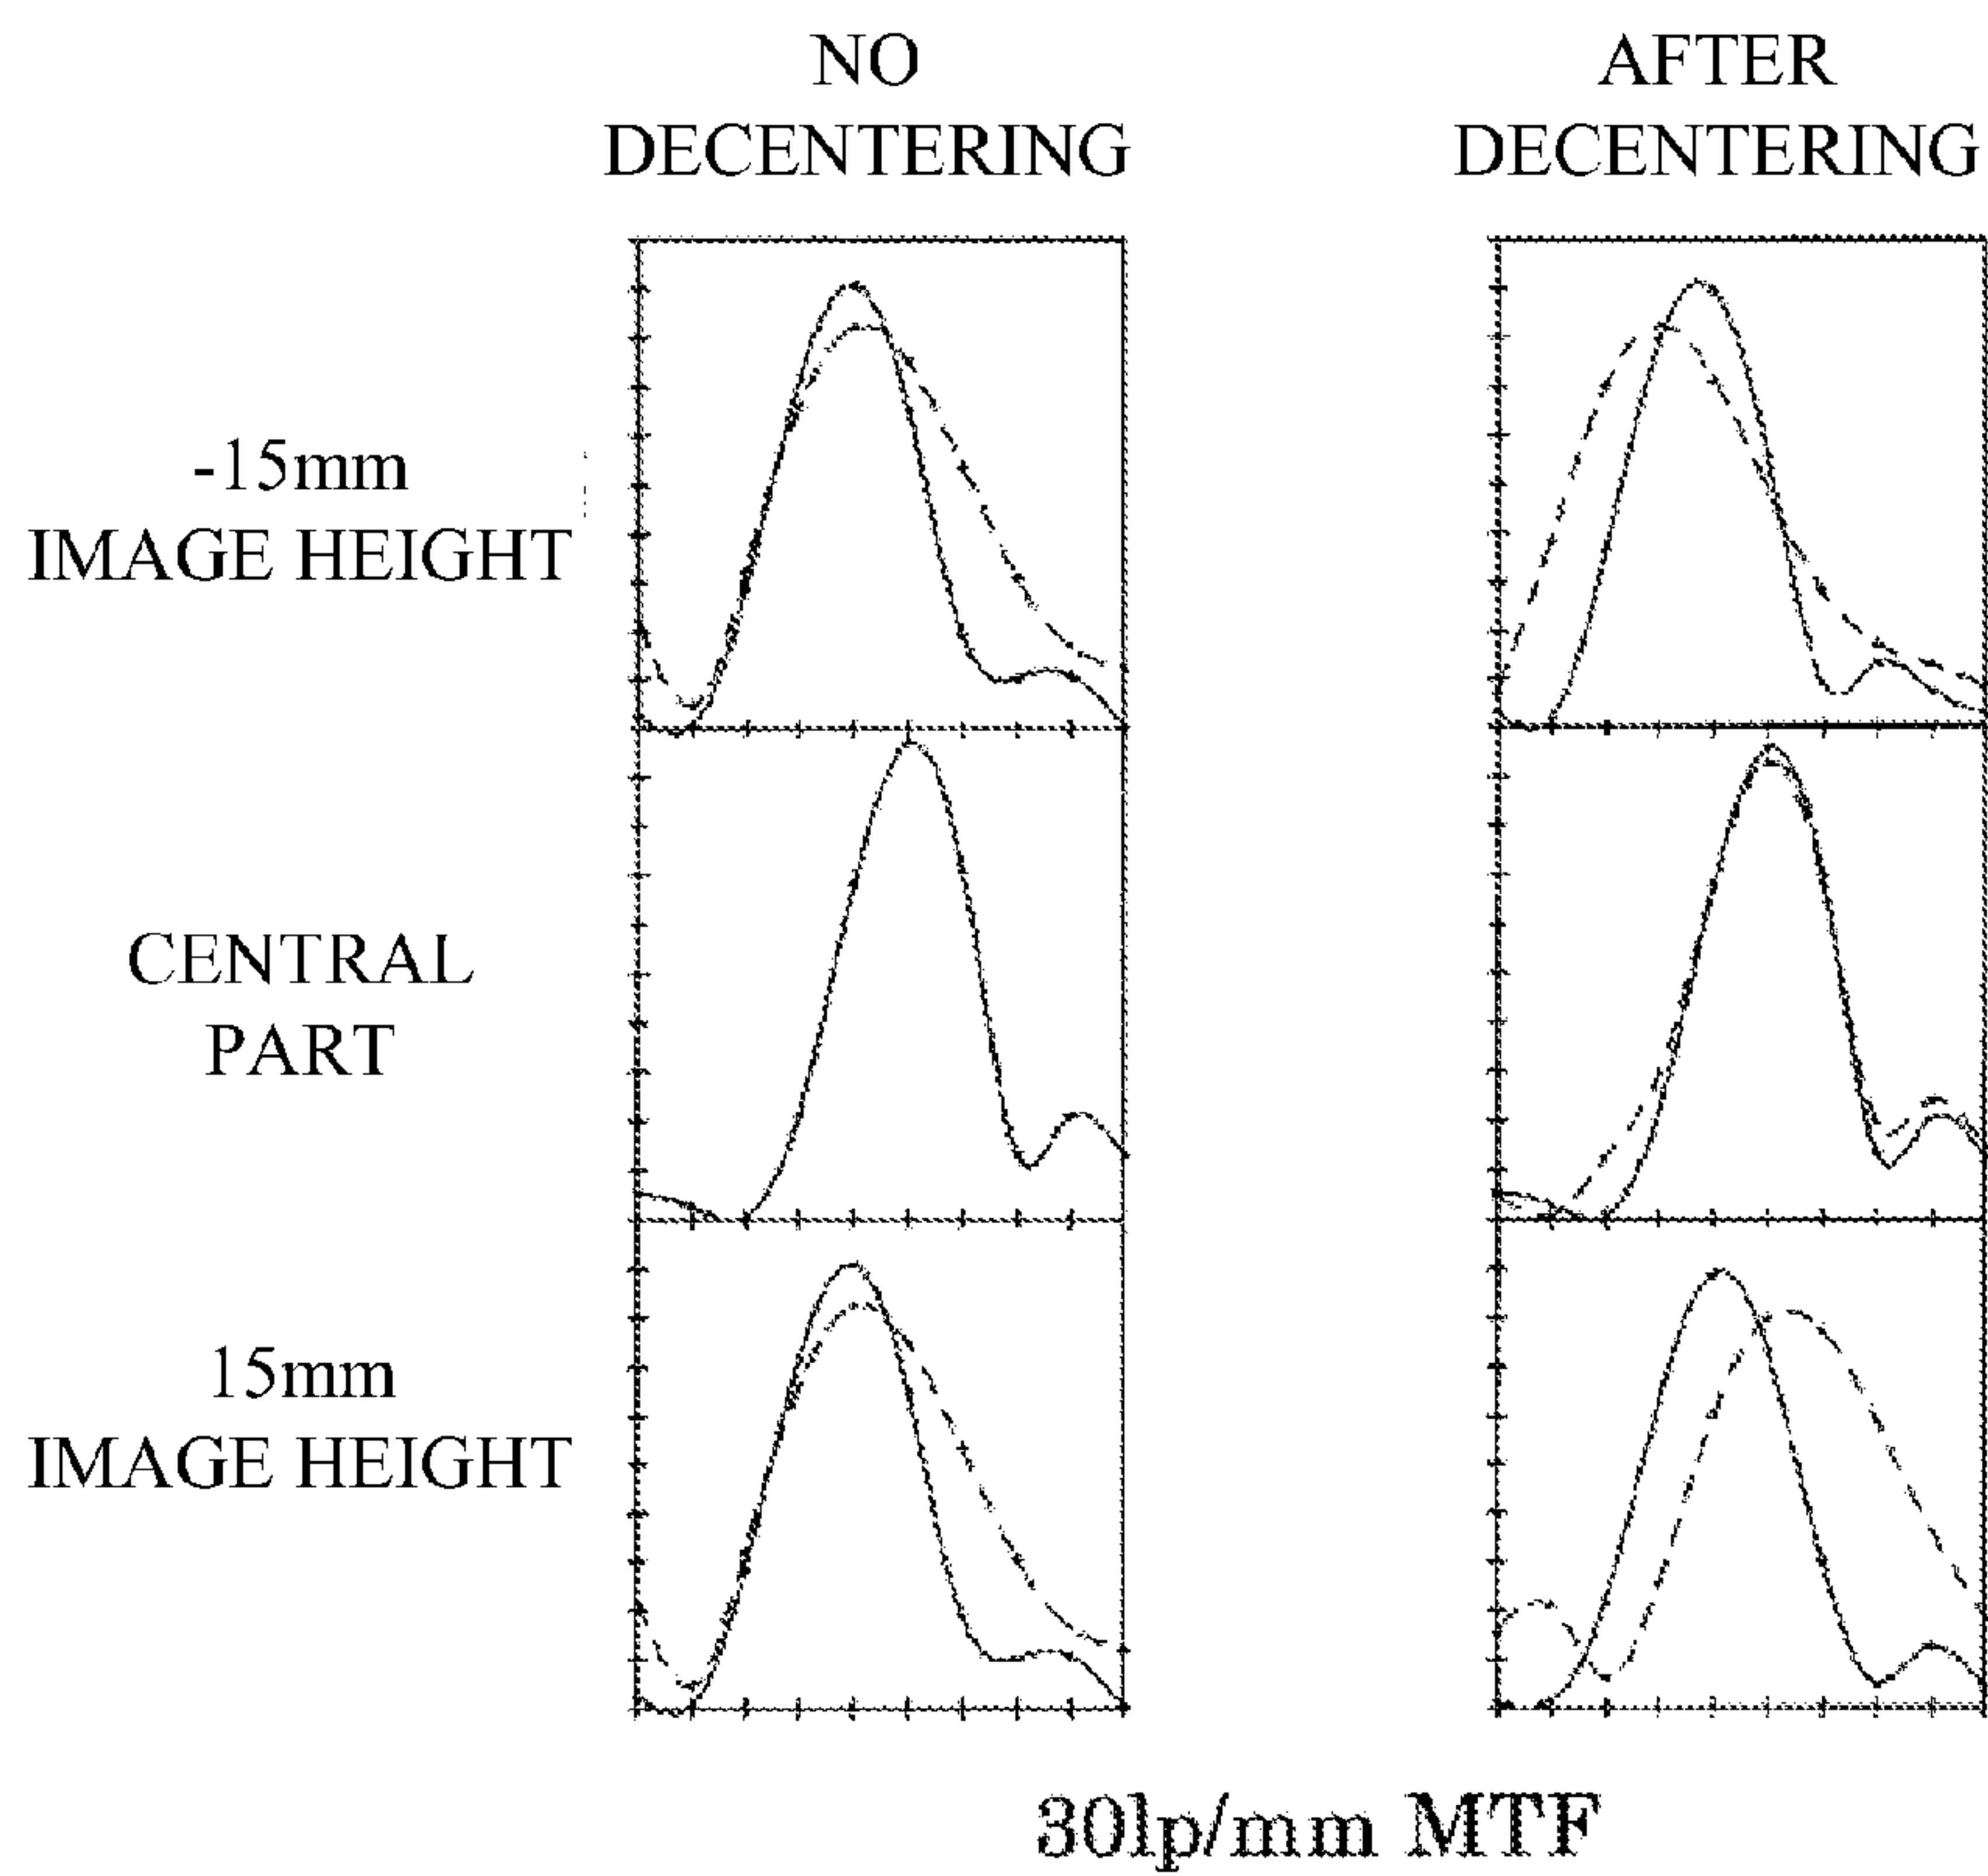 NO
DECENTERING
AFTER
DECENTERING
-15mm
IMAGE HEIGHT
CENTRAL
PART
15mm
IMAGE HEIGHT
30lp/mm MTF